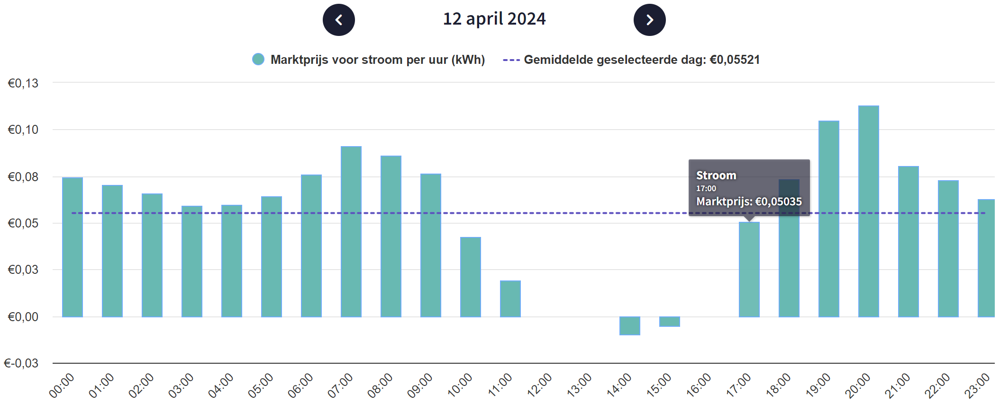 12 april 2024
Marktprijs voor stroom per uur (kWh) Gemiddelde geselecteerde dag: €0,05521
€0,13
€0,10
€0,08
€0,05
€0,03
€0,00
€-0,03
Stroom
17:00
Marktprijs: €0,05035
00:00 01:00 02:00 03:00 04:00 05:00 06:00 07:00 08:00 09:00 10:00 11:00 12:00 13:00 14:00 15:00 16:00 17:00 18:00 19:00 20:00 21:00 22:00 23:00